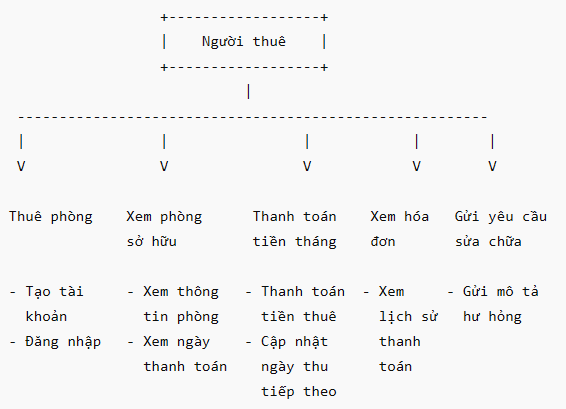 Người thuê
Thuê phòng
Xem phòng
sở hữu
Thanh toán
tiền tháng
Xem hóa
đơn
Gửi yêu cầu
sửa chữa
- Tạo tài
khoản
- Đăng nhập
- Xem thông
tin phòng
- Xem ngày
thanh toán
- Thanh toán
tiền thuê
- Cập nhật
ngày thu
tiếp theo
- Xem
lịch sử
thanh
toán
- Gửi mô tả
hư hỏng